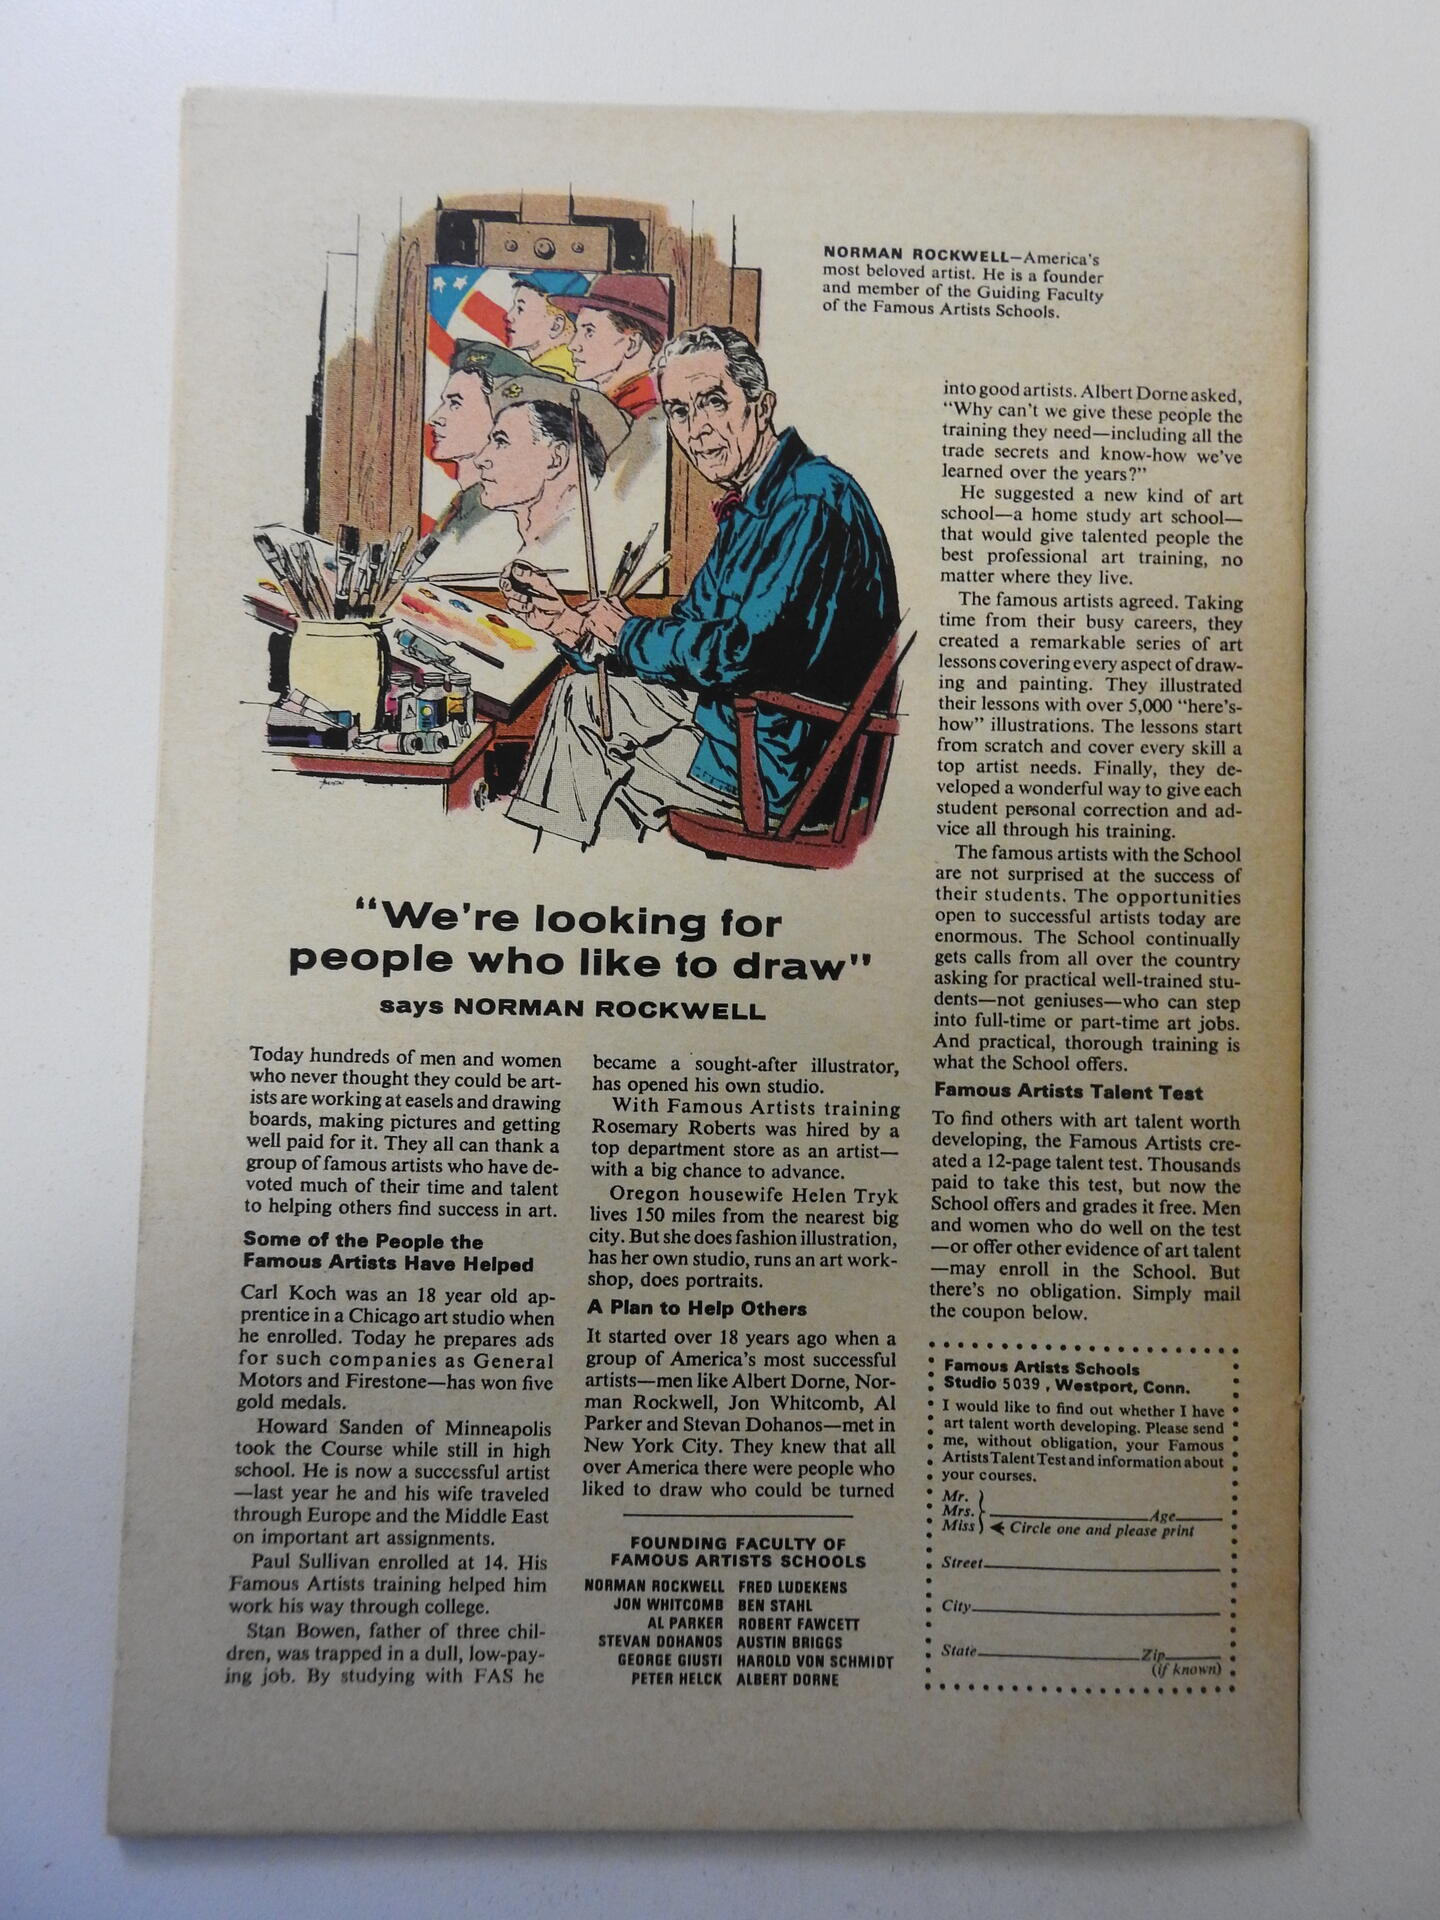 NORMAN ROCKWELL—America's
most beloved artist. He is a founder
and member of the Guiding Faculty
of the Famous Artists Schools.
"We're looking for
people who like to draw"
says NORMAN ROCKWELL
Today hundreds of men and women
who never thought they could be art-
ists are working at easels and drawing
boards, making pictures and getting
well paid for it. They all can thank a
group of famous artists who have de-
voted much of their time and talent
to helping others find success in art.
Some of the People the
Famous Artists Have Helped
Carl Koch was an 18 year old ap-
prentice in a Chicago art studio when
he enrolled. Today he prepares ads
for such companies as General
Motors and Firestone—has won five
gold medals.
Howard Sanden of Minneapolis
took the Course while still in high
school. He is now a successful artist
—last year he and his wife traveled
through Europe and the Middle East
on important art assignments.
Paul Sullivan enrolled at 14. His
Famous Artists training helped him
work his way through college.
Stan Bowen, father of three chil-
dren, was trapped in a dull, low-pay-
ing job. By studying with FAS he
became a sought-after illustrator,
has opened his own studio.
With Famous Artists training
Rosemary Roberts was hired by a
top department store as an artist—
with a big chance to advance.
Oregon housewife Helen Tryk
lives 150 miles from the nearest big
city. But she does fashion illustration,
has her own studio, runs an art work-
shop, does portraits.
A Plan to Help Others
It started over 18 years ago when a
group of America's most successful
artists—men like Albert Dorne, Nor-
man Rockwell, Jon Whitcomb, Al
Parker and Stevan Dohanos—met in
New York City. They knew that all
over America there were people who
liked to draw who could be turned
FOUNDING FACULTY OF
FAMOUS ARTISTS SCHOOLS
NORMAN ROCKWELL FRED LUDEKENS
JON WHITCOMB BEN STAHL
AL PARKER ROBERT FAWCETT
STEVAN DOHANOS AUSTIN BRIGGS
GEORGE GIUSTI HAROLD VON SCHMIDT
PETER HELCK ALBERT DORNE
into good artists. Albert Dorne asked,
"Why can't we give these people the
training they need—including all the
trade secrets and know-how we've
learned over the years?"
He suggested a new kind of art
school—a home study art school—
that would give talented people the
best professional art training, no
matter where they live.
The famous artists agreed. Taking
time from their busy careers, they
created a remarkable series of art
lessons covering every aspect of draw-
ing and painting. They illustrated
their lessons with over 5,000 "here's-
how" illustrations. The lessons start
from scratch and cover every skill a
top artist needs. Finally, they de-
veloped a wonderful way to give each
student personal correction and ad-
vice all through his training.
The famous artists with the School
are not surprised at the success of
their students. The opportunities
open to successful artists today are
enormous. The School continually
gets calls from all over the country
asking for practical well-trained stu-
dents—not geniuses—who can step
into full-time or part-time art jobs.
And practical, thorough training is
what the School offers.
Famous Artists Talent Test
To find others with art talent worth
developing, the Famous Artists cre-
ated a 12-page talent test. Thousands
paid to take this test, but now the
School offers and grades it free. Men
and women who do well on the test
—or offer other evidence of art talent
—may enroll in the School. But
there's no obligation. Simply mail
the coupon below.
Famous Artists Schools
Studio 5039, Westport, Conn.
I would like to find out whether I have
art talent worth developing. Please send
me, without obligation, your Famous
Artists Talent Test and information about
your courses.
Mr.
Mrs. Age
Miss Circle one and please print
Street
City
State Zip
(if known)